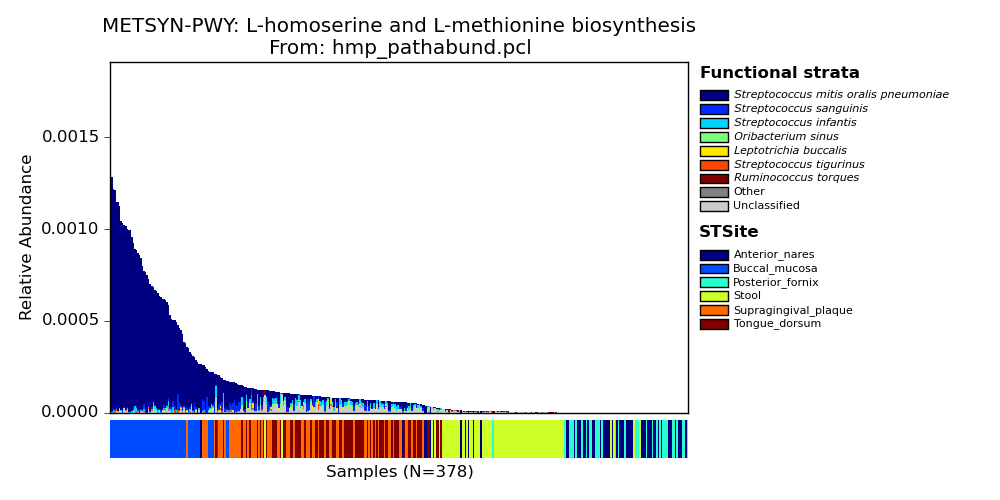 METSYN-PWY: L-homoserine and L-methionine biosynthesis
From: hmp_pathabund.pcl
Functional strata
Streptococcus mitis oralis pneumoniae
Streptococcus sanguinis
Streptococcus infantis
Oribacterium sinus
Leptotrichia buccalis
Streptococcus tigurinus
Ruminococcus torques
Other
Unclassified
STSite
Anterior_nares
Buccal_mucosa
Posterior_fornix
Stool
Supragingival_plaque
Tongue_dorsum
Relative Abundance
0.0015
0.0010
0.0005
0.0000
Samples (N=378)